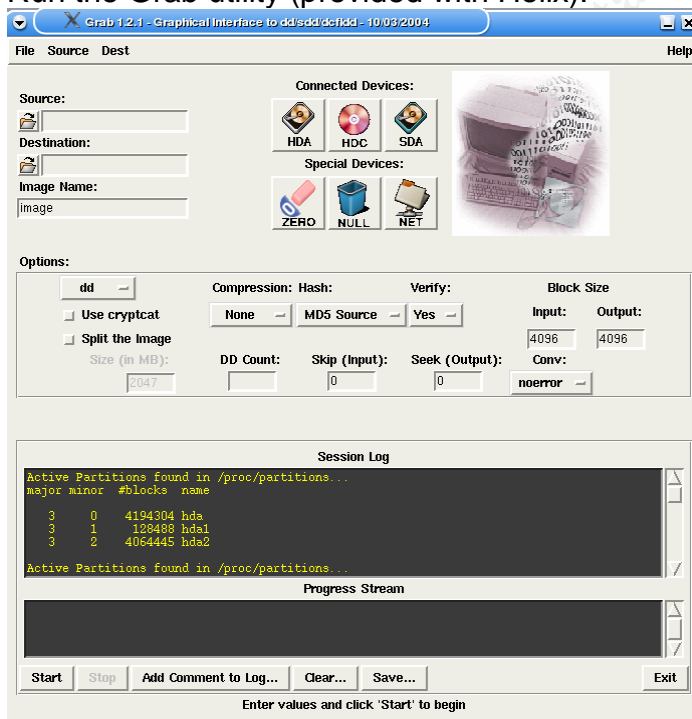 Run the Grab utility (provided with Helix).
Grab 1.2.1 - Graphical Interface to dd/sdd/dcfldd - 10/03/2004
File Source Dest Help
Source:
Connected Devices:
HDA HDC SDA
Destination:
Special Devices:
Image Name:
image
ZERO NULL NET
Options:
dd Compression: Hash: Verify: Block Size
Use cryptcat None MD5 Source Yes Input: Output:
Split the Image 4096 4096
Size (in MB): DD Count: Skip (Input): Seek (Output): Conv:
2047 0 0 noerror
Session Log
Active Partitions found in /proc/partitions...
major minor #blocks name
3 0 4194304 hda
3 1 128488 hda1
3 2 4064445 hda2
Active Partitions found in /proc/partitions...
Progress Stream
Start Stop Add Comment to Log... Clear... Save... Exit
Enter values and click 'Start' to begin